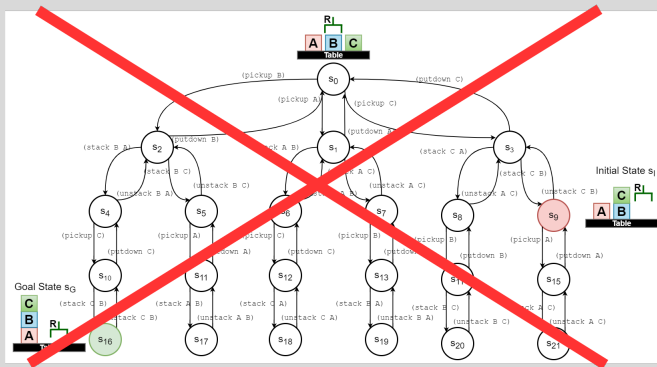 R
A B C
Table
s0
(pickup B)
(putdown C)
(pickup A)
(pickup C)
(putdown B)
(putdown A)
s2
s1
s3
(stack B A)
(stack C A)
(stack B C)
(stack C B)
(unstack B A)
(unstack B C)
(unstack A C)
(unstack C A)
Initial State sI
R
C
A B
Table
s4
s5
s6
s7
s8
s9
(pickup C)
(pickup A)
(pickup C)
(pickup B)
(pickup A)
(putdown C)
(putdown C)
(putdown B)
(putdown A)
s10
s11
s12
s13
s15
Goal State sG
C
B
A
R
(stack A B)
(stack A B)
(stack B A)
(stack B C)
(stack A C)
(unstack A B)
(unstack A B)
(unstack B A)
(unstack B C)
(unstack A C)
s16
s17
s18
s19
s20
s21